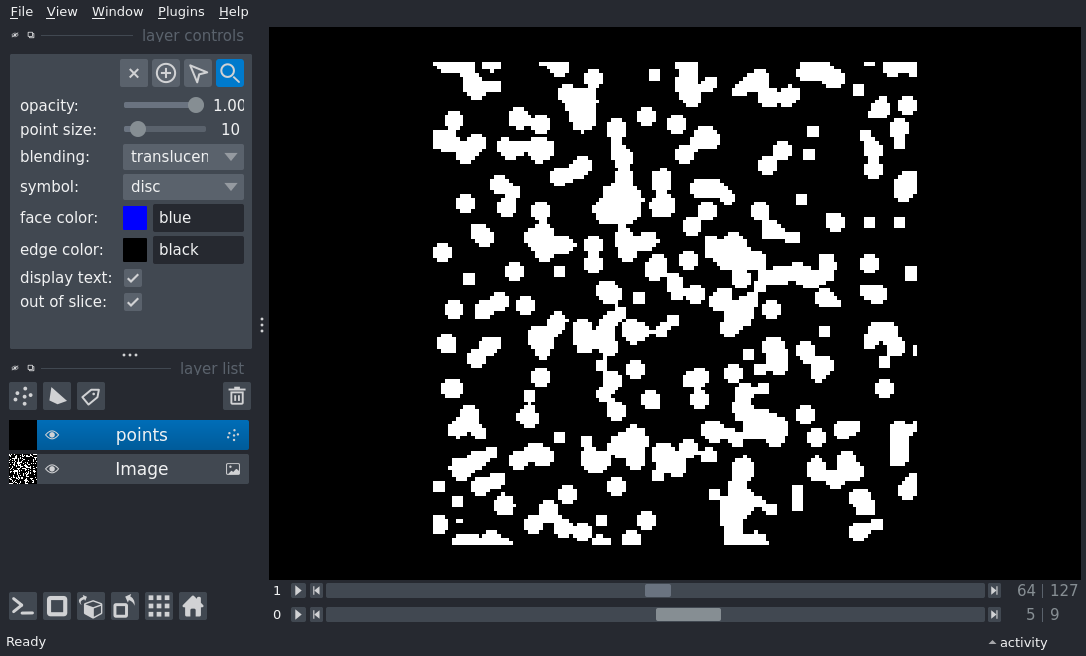 File View Window Plugins Help
layer controls
opacity: 1.00
point size: 10
blending: translucen
symbol: disc
face color: blue
edge color: black
display text:
out of slice:
layer list
points
Image
1 64 | 127
0 5 | 9
Ready activity